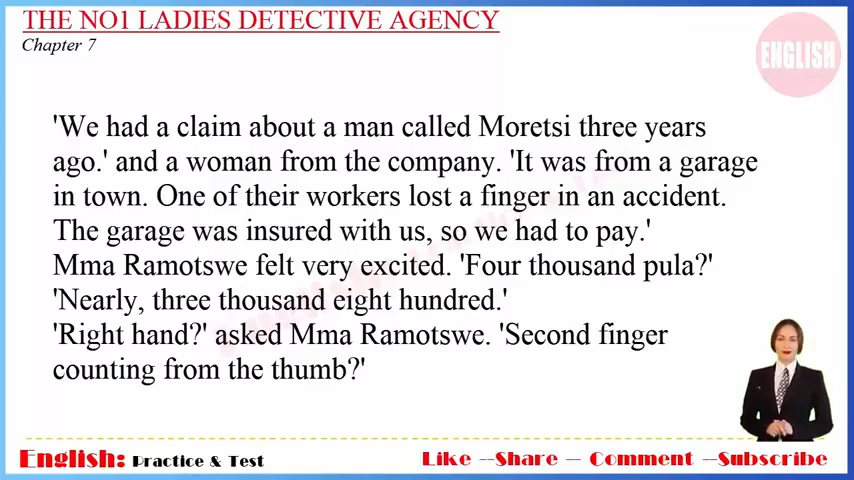 THE NO1 LADIES DETECTIVE AGENCY
Chapter 7
ENGLISH
'We had a claim about a man called Moretsi three years
ago.' and a woman from the company. 'It was from a garage
in town. One of their workers lost a finger in an accident.
The garage was insured with us, so we had to pay.'
Mma Ramotswe felt very excited. 'Four thousand pula?'
'Nearly, three thousand eight hundred.'
'Right hand?' asked Mma Ramotswe. 'Second finger
counting from the thumb?'
English: Practice & Test
Like --Share -- Comment --Subscribe